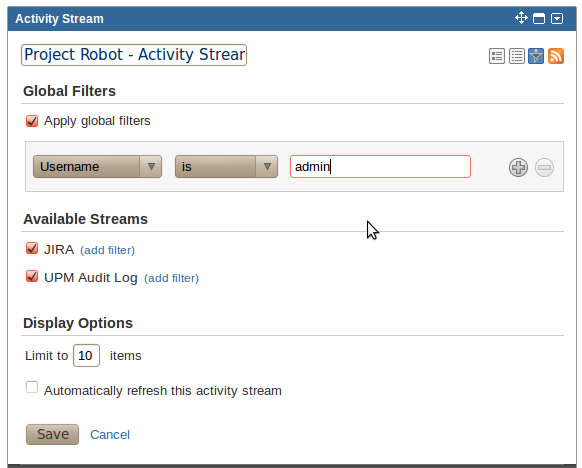 Activity Stream
Project Robot - Activity Strear
Global Filters
Apply global filters
Username is admin
Available Streams
JIRA (add filter)
UPM Audit Log (add filter)
Display Options
Limit to 10 items
Automatically refresh this activity stream
Save Cancel